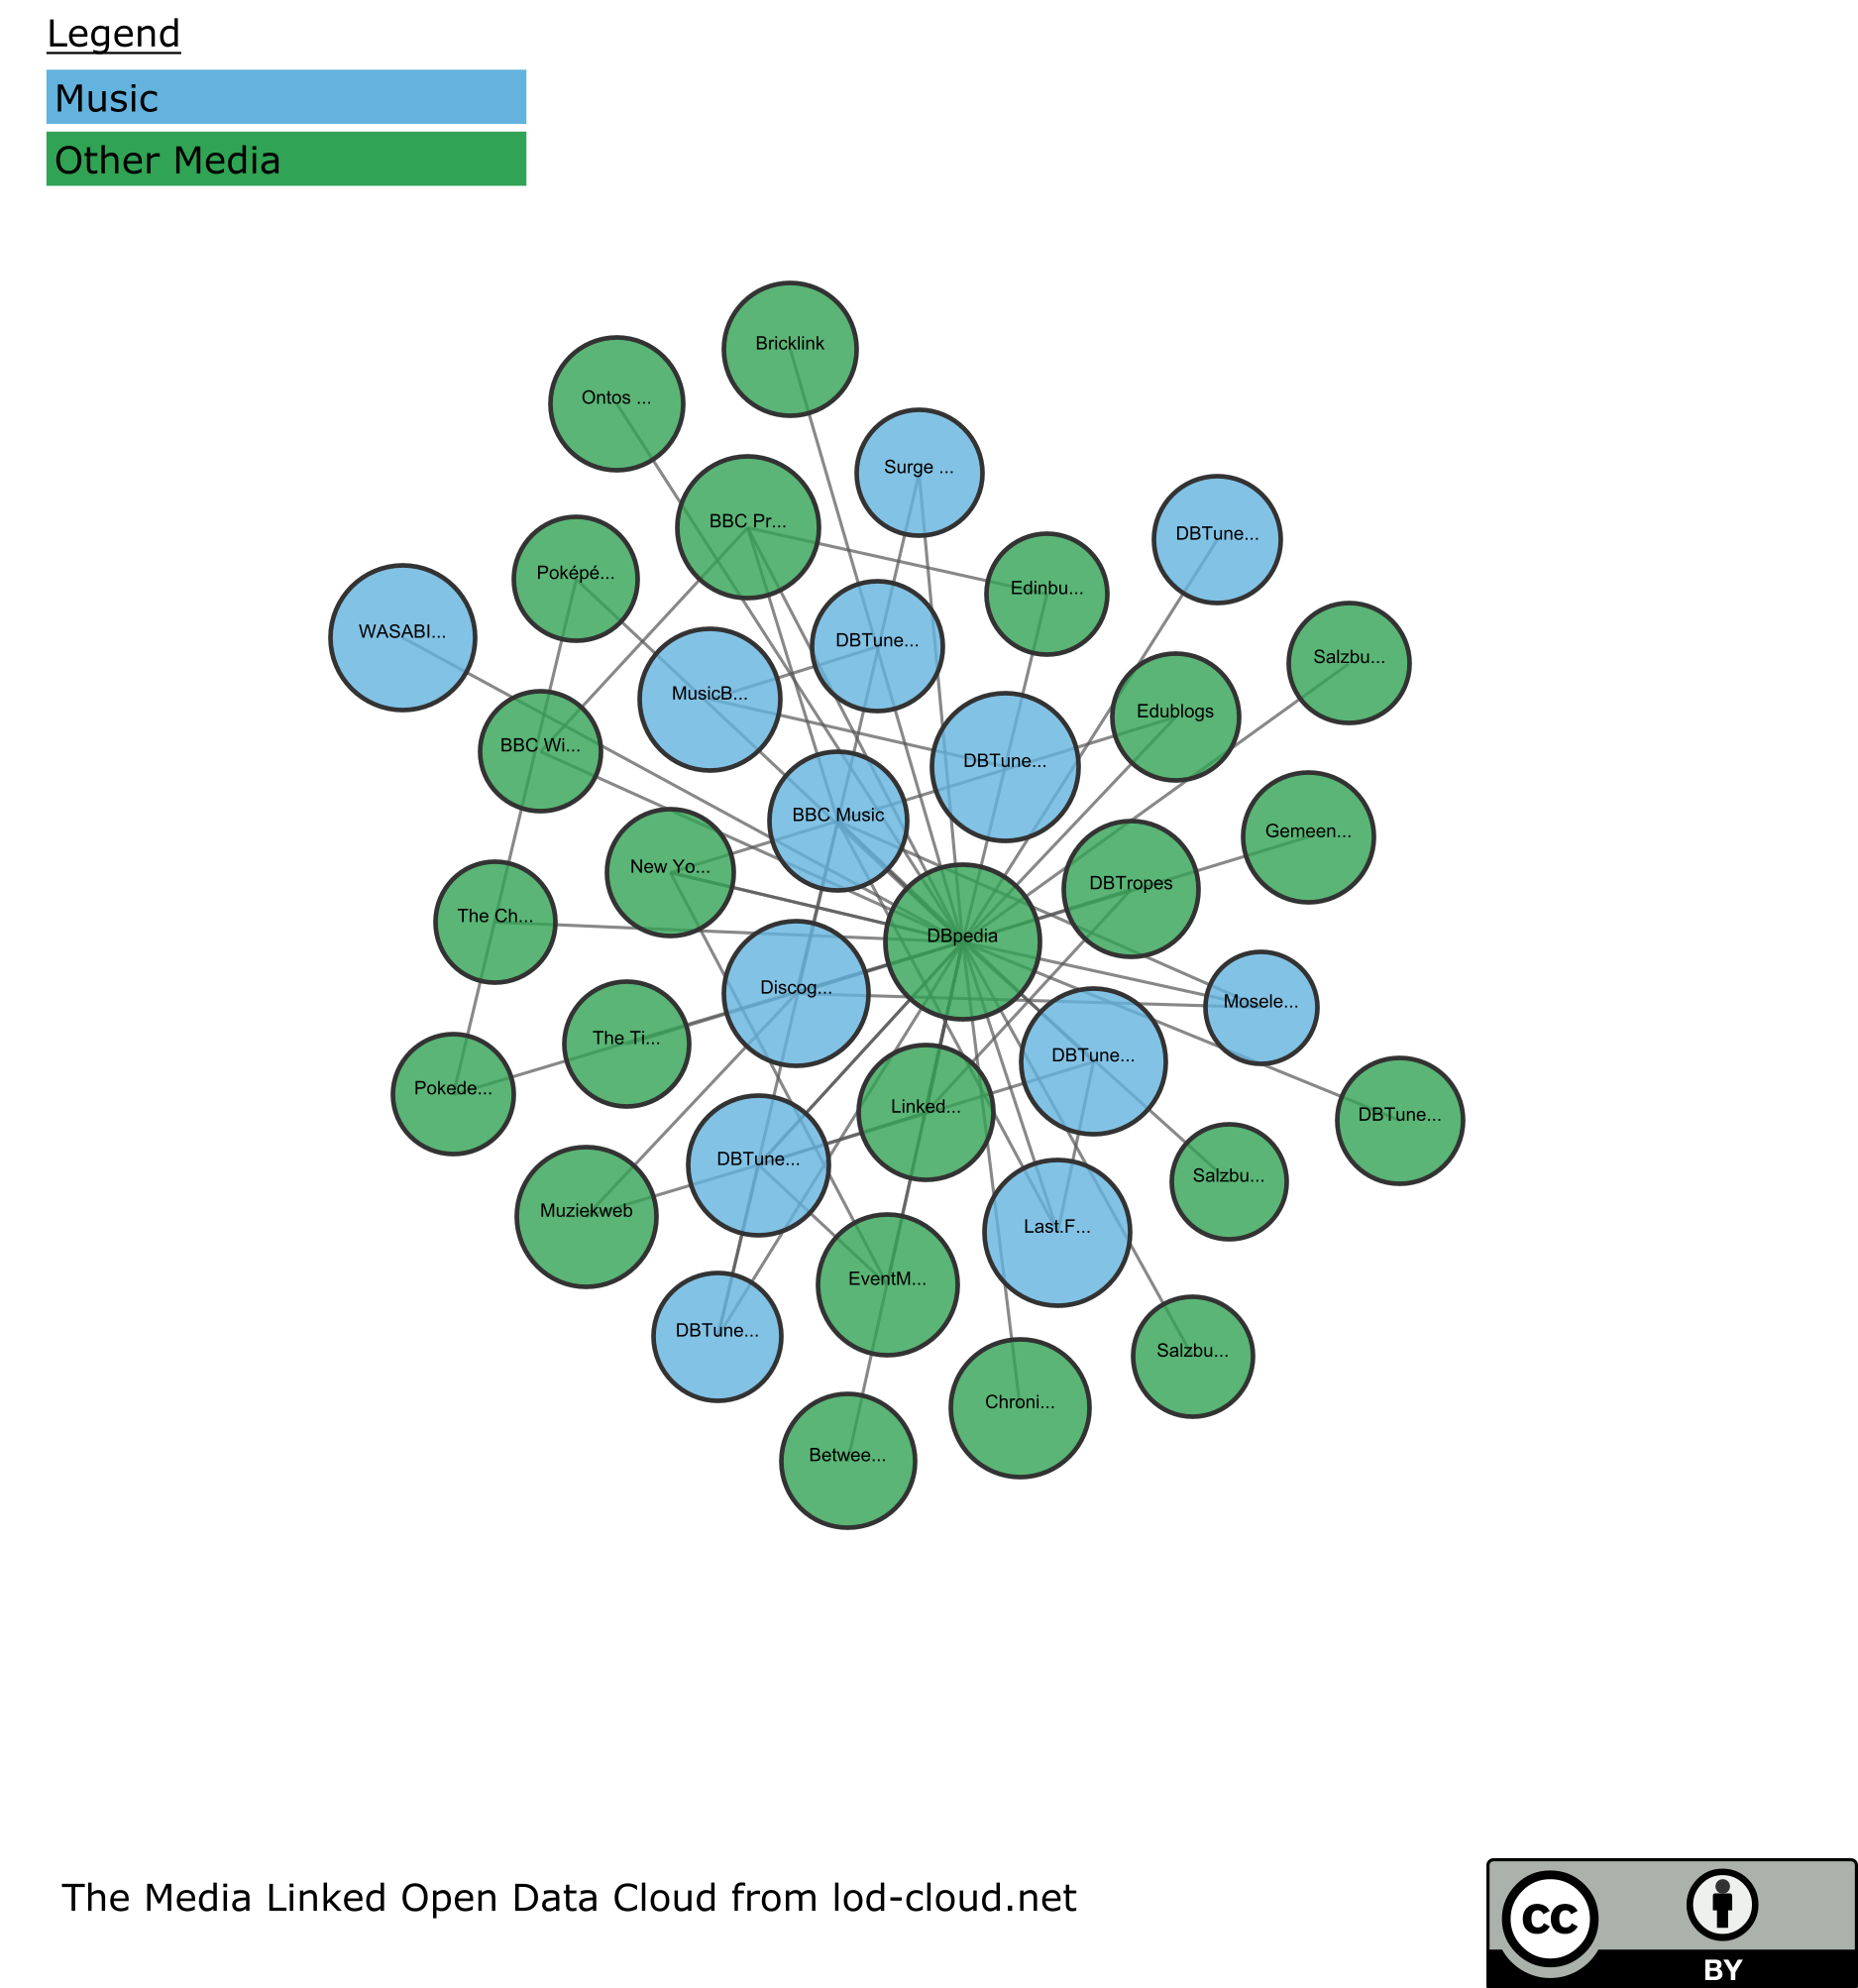 Legend
Music
Other Media
Bricklink
Ontos ...
Surge ...
BBC Pr...
DBTune...
Poképé...
Edinbu...
WASABI...
DBTune...
Salzbu...
MusicB...
Edublogs
BBC Wi...
DBTune...
BBC Music
Gemeen...
New Yo...
DBTropes
The Ch...
DBpedia
Discog...
Mosele...
The Ti...
DBTune...
Pokede...
Linked...
DBTune...
DBTune...
Salzbu...
Muziekweb
Last.F...
EventM...
DBTune...
Salzbu...
Chroni...
Betwee...
The Media Linked Open Data Cloud from lod-cloud.net
cc
BY